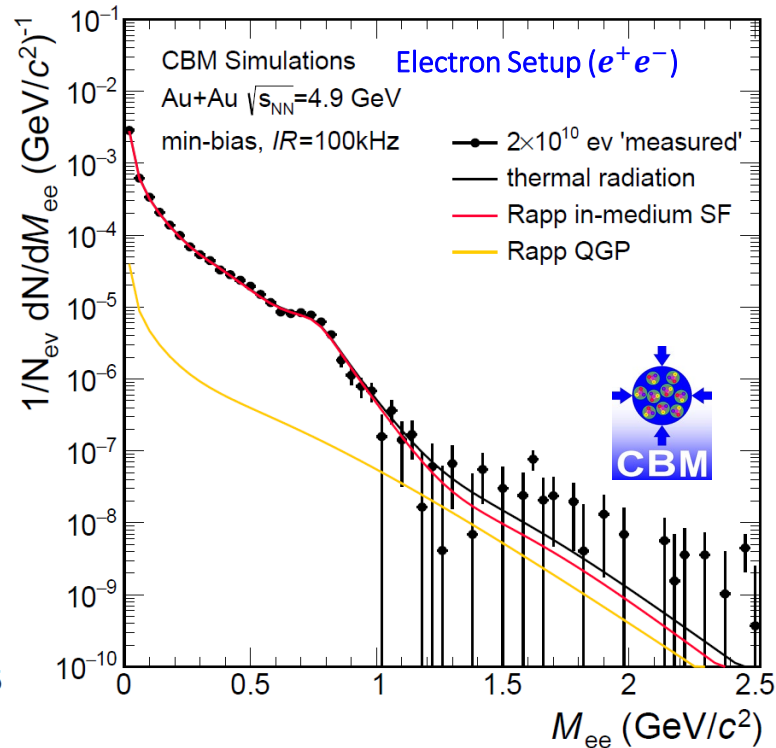 CBM Simulations
Electron Setup (e⁺e⁻)
Au+Au √s_NN=4.9 GeV
min-bias, IR=100kHz
2×10¹⁰ ev 'measured'
thermal radiation
Rapp in-medium SF
Rapp QGP
CBM
1/N_ev dN/dM_ee (GeV/c²)⁻¹
10⁻¹
10⁻²
10⁻³
10⁻⁴
10⁻⁵
10⁻⁶
10⁻⁷
10⁻⁸
10⁻⁹
10⁻¹⁰
0 0.5 1 1.5 2 2.5
M_ee (GeV/c²)